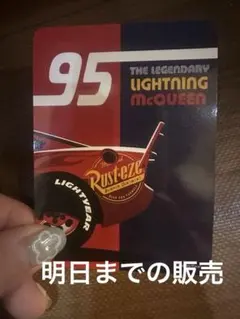 95
THE LEGENDARY
LIGHTNING
McQUEEN
Rust-eze
LIGHTYEAR
明日までの販売